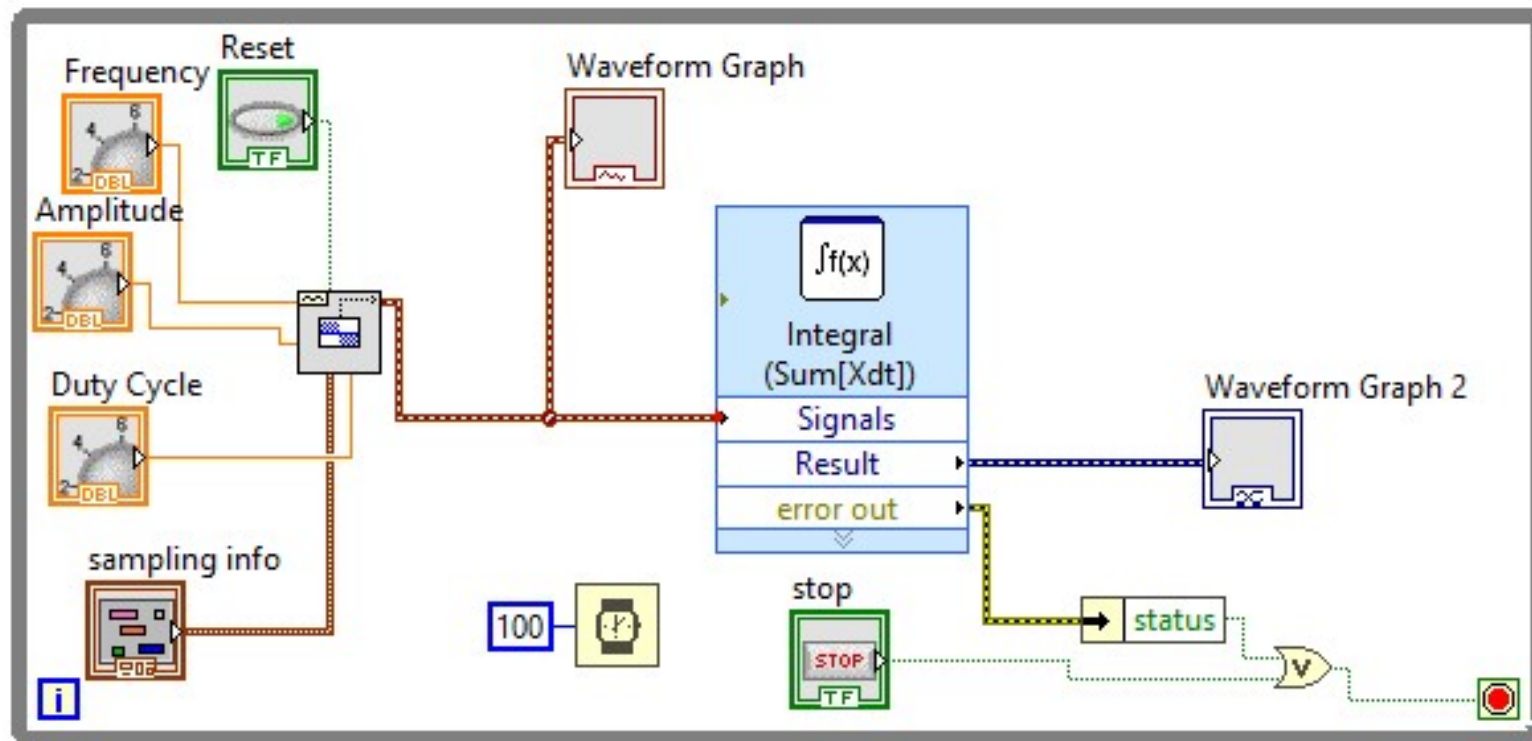 Reset
Frequency
6
4
2
DBL
TF
Waveform Graph
Amplitude
6
4
2
DBL
∫f(x)
Integral
(Sum[Xdt])
Signals
Result
error out
Duty Cycle
6
4
2
DBL
Waveform Graph 2
sampling info
100
stop
STOP
TF
status
V
i